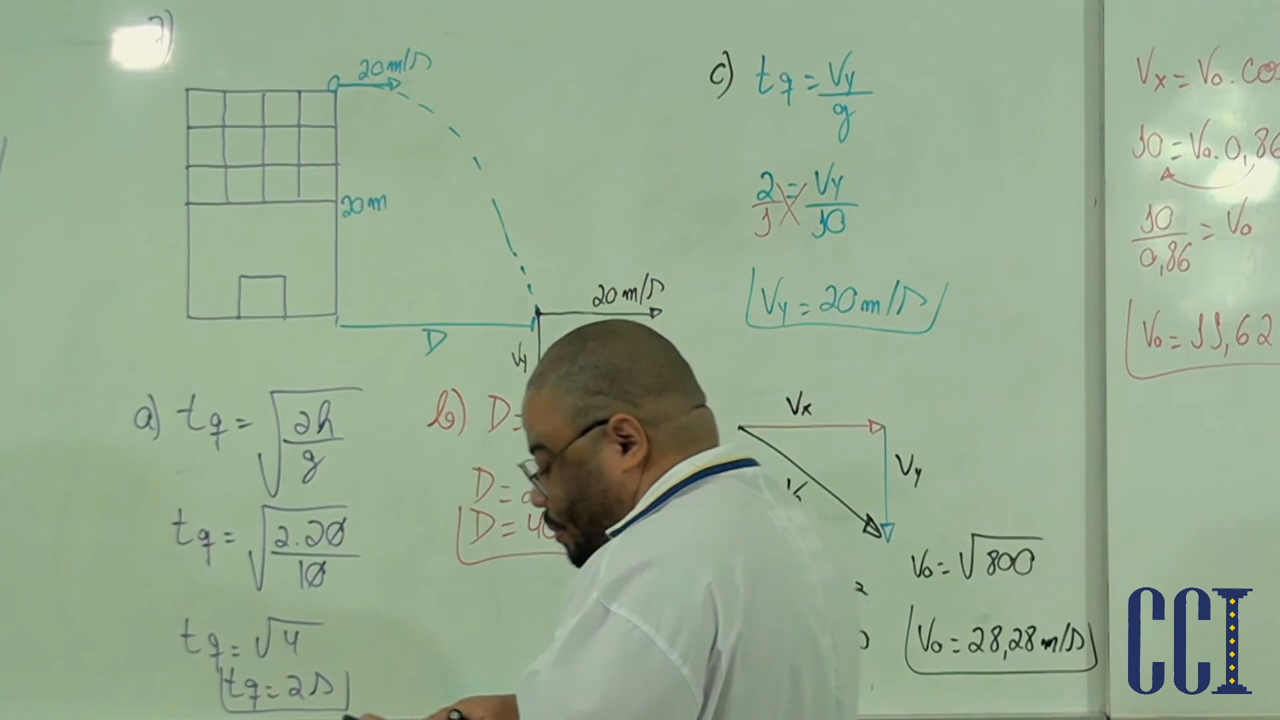 7)
20m/s
20m
D
20m/s
Vy
a) tq = √2h/g
tq = √2.20/10
tq = √4
tq = 2s
b) D =
D =
D = 40
c) tq = Vy/g
2/1 = Vy/10
Vy = 20m/s
Vx
Vy
2
Vo = √800
Vo = 28,28 m/s
Vx = Vo . Co
10 = Vo. 0,86
10/0,86 = Vo
Vo = 11,62
CCI